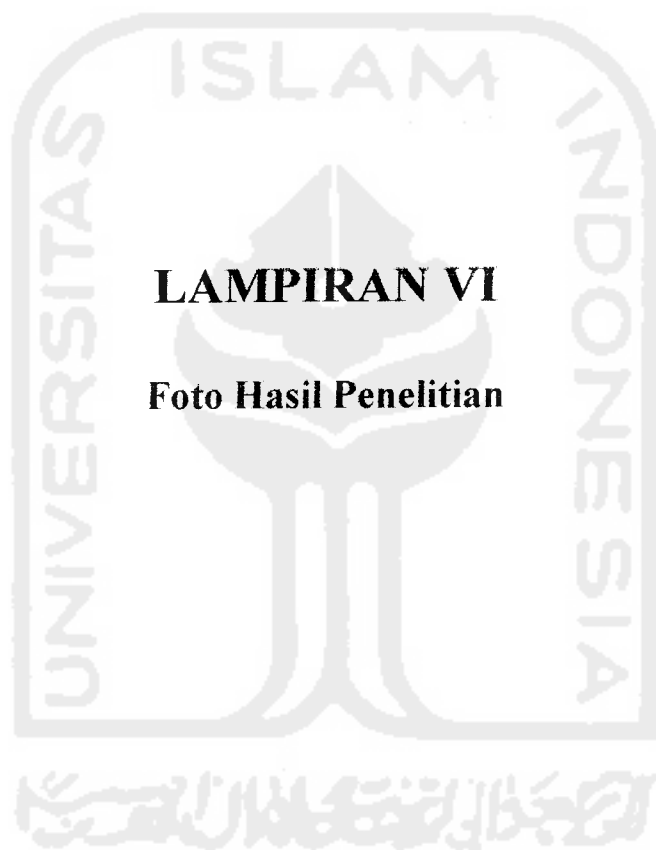 ISLAM
UNIVERSITAS
INDONESIA
LAMPIRAN VI
Foto Hasil Penelitian